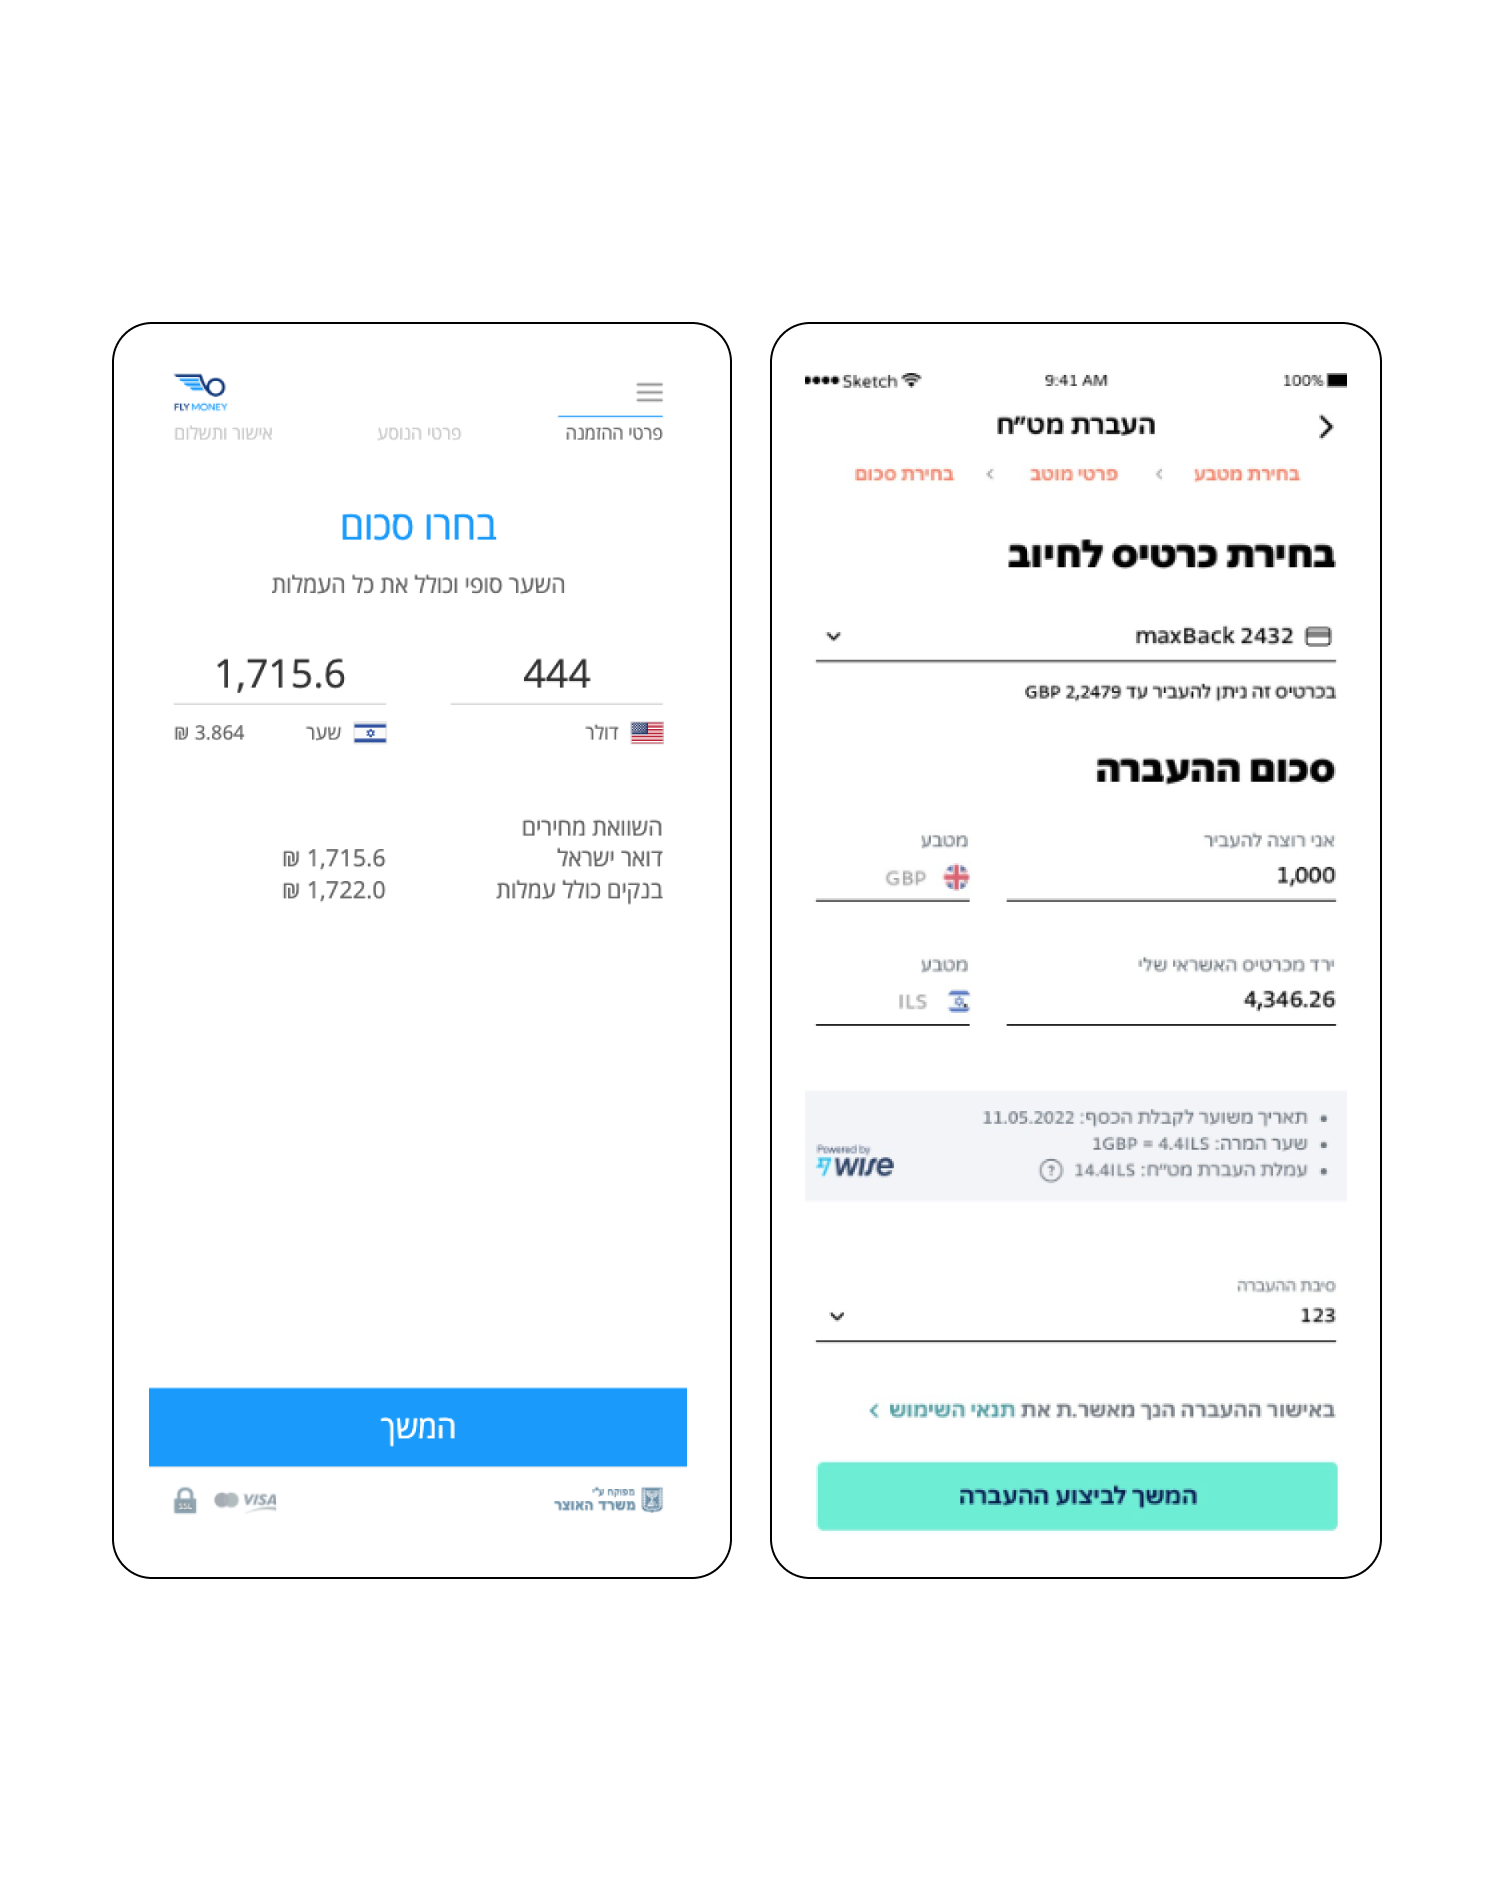 FLY MONEY
פרטי ההזמנה פרטי הנוסע אישור ותשלום
בחרו סכום
השער סופי וכולל את כל העמלות
444 1,715.6
דולר שער 3.864 ₪
השוואת מחירים
דואר ישראל 1,715.6 ₪
בנקים כולל עמלות 1,722.0 ₪
המשך
מפוקח ע"י
משרד האוצר
VISA
SSL
Sketch 9:41 AM 100%
העברת מט"ח
בחירת מטבע > פרטי מוטב > בחירת סכום
בחירת כרטיס לחיוב
maxBack 2432
בכרטיס זה ניתן להעביר עד 2,2479 GBP
סכום ההעברה
אני רוצה להעביר מטבע
1,000 GBP
ירד מכרטיס האשראי שלי מטבע
4,346.26 ILS
• תאריך משוער לקבלת הכסף: 11.05.2022
• שער המרה: 1GBP = 4.4ILS
• עמלת העברת מט"ח: 14.4ILS ?
Powered by
wise
סיבת ההעברה
123
באישור ההעברה הנך מאשר.ת את תנאי השימוש >
המשך לביצוע ההעברה